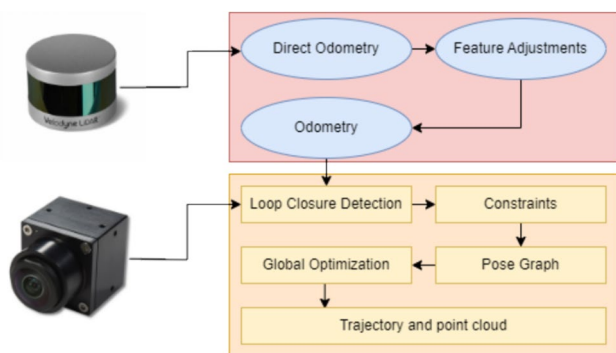 Direct Odometry
Feature Adjustments
Velodyne LiDAR
Odometry
Loop Closure Detection
Constraints
Global Optimization
Pose Graph
Trajectory and point cloud